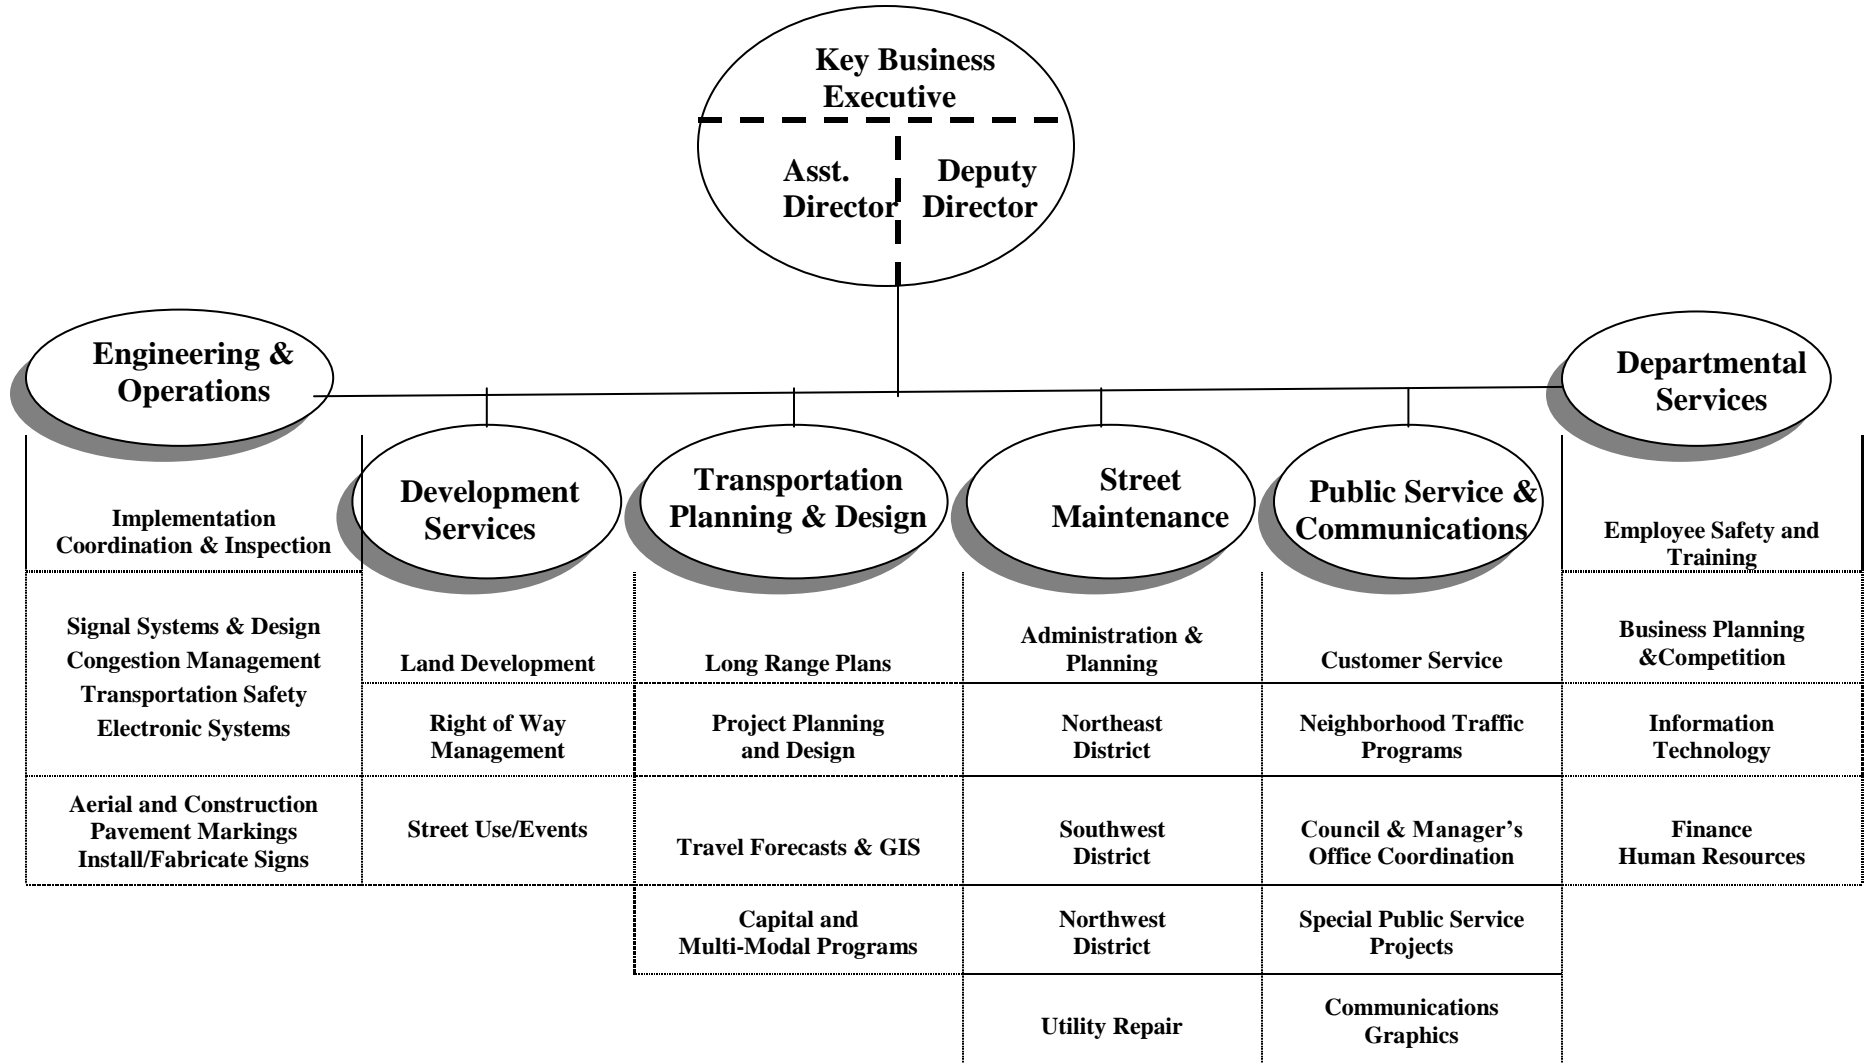 Key Business
Executive
Asst.
Director
Deputy
Director
Engineering &
Operations
Development
Services
Transportation
Planning & Design
Street
Maintenance
Public Service &
Communications
Departmental
Services
Implementation
Coordination & Inspection
Signal Systems & Design
Congestion Management
Transportation Safety
Electronic Systems
Aerial and Construction
Pavement Markings
Install/Fabricate Signs
Land Development
Right of Way
Management
Street Use/Events
Long Range Plans
Project Planning
and Design
Travel Forecasts & GIS
Capital and
Multi-Modal Programs
Administration &
Planning
Northeast
District
Southwest
District
Northwest
District
Utility Repair
Customer Service
Neighborhood Traffic
Programs
Council & Manager’s
Office Coordination
Special Public Service
Projects
Communications
Graphics
Employee Safety and
Training
Business Planning
&Competition
Information
Technology
Finance
Human Resources